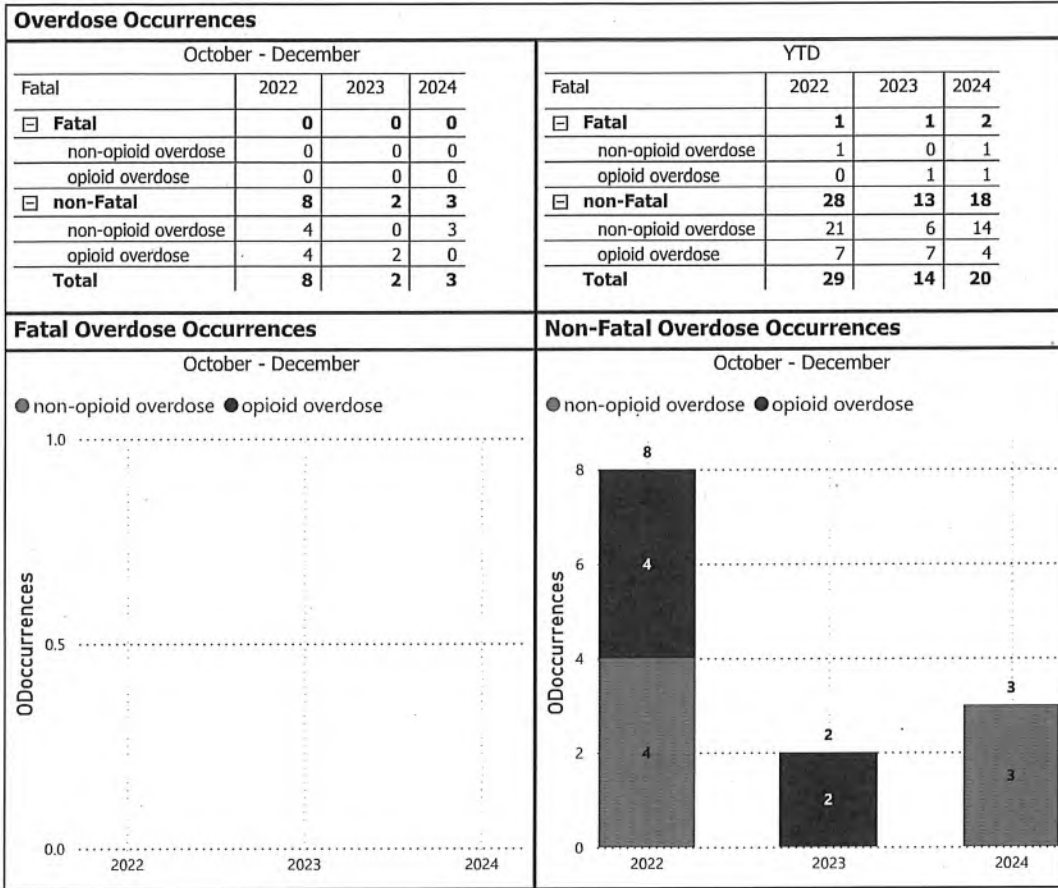 Overdose Occurrences
October - December
Fatal 2022 2023 2024
Fatal 0 0 0
non-opioid overdose 0 0 0
opioid overdose 0 0 0
non-Fatal 8 2 3
non-opioid overdose 4 0 3
opioid overdose 4 2 0
Total 8 2 3
YTD
Fatal 2022 2023 2024
Fatal 1 1 2
non-opioid overdose 1 0 1
opioid overdose 0 1 1
non-Fatal 28 13 18
non-opioid overdose 21 6 14
opioid overdose 7 7 4
Total 29 14 20
Fatal Overdose Occurrences
October - December
non-opioid overdose opioid overdose
1.0
0.5
0.0
ODoccurrences
2022 2023 2024
Non-Fatal Overdose Occurrences
October - December
non-opioid overdose opioid overdose
8
6
4
2
0
ODoccurrences
8
4
4
2
2
3
3
2022 2023 2024